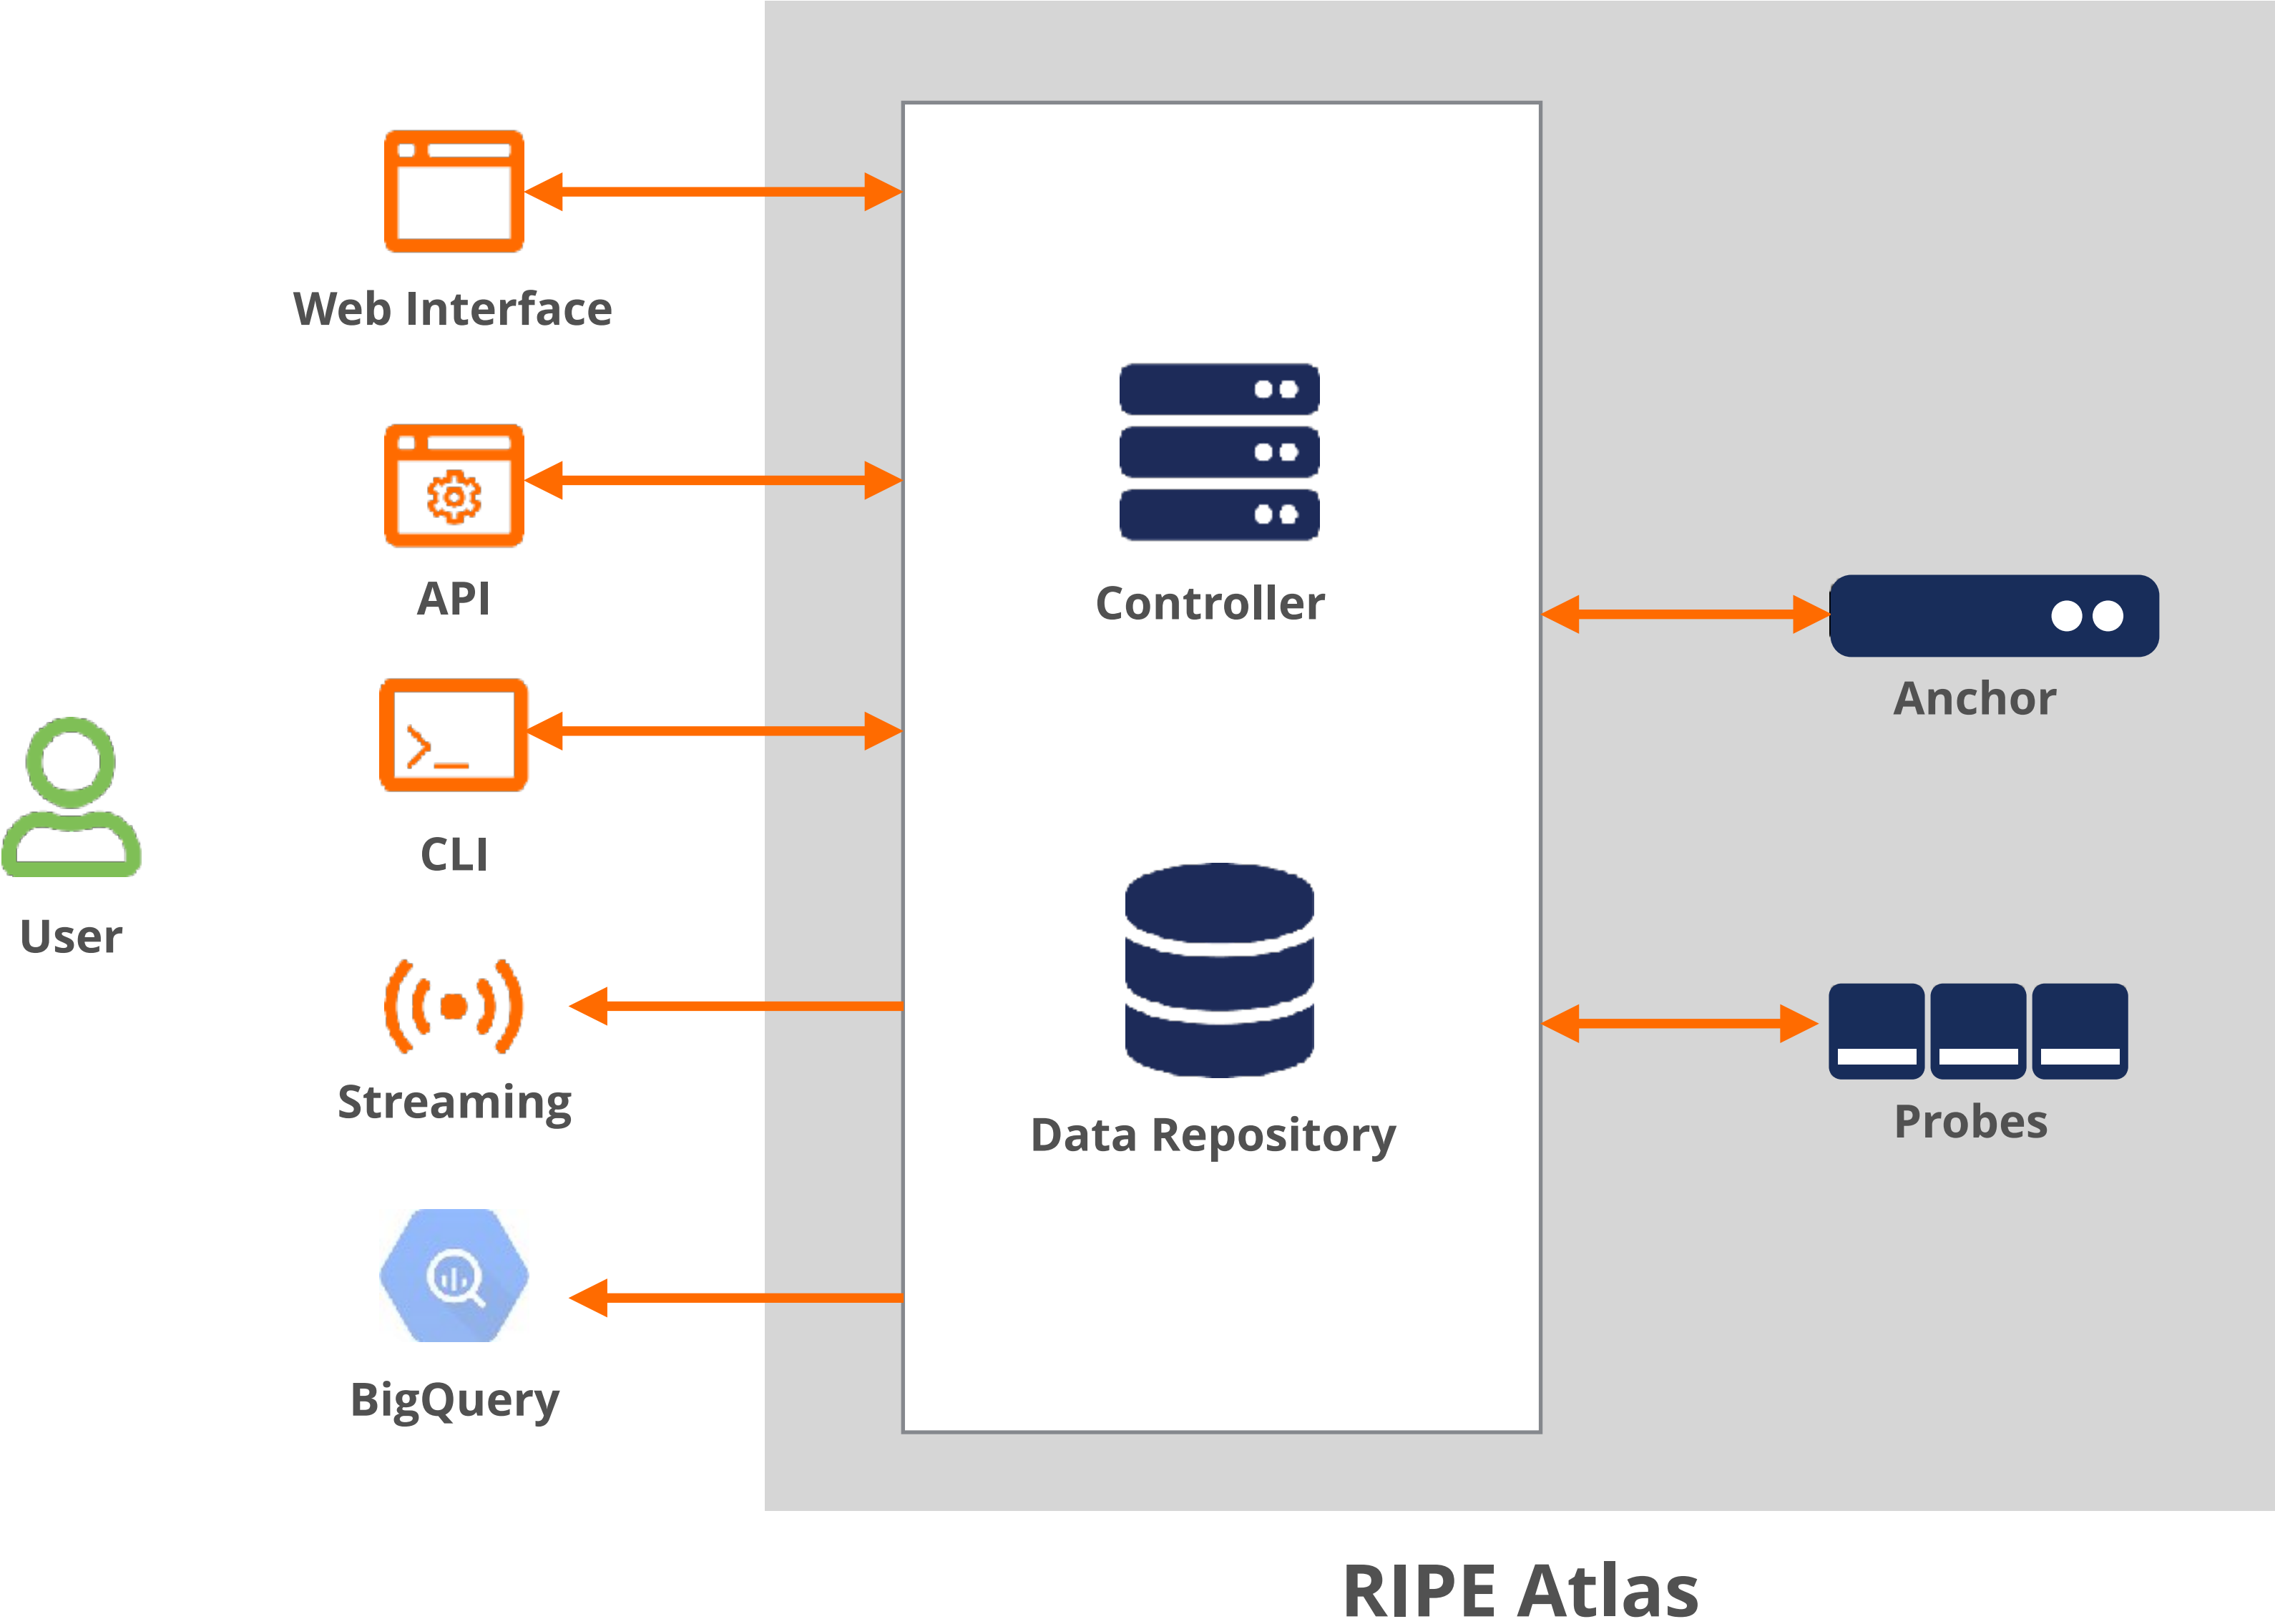 Web Interface
API
CLI
User
Streaming
BigQuery
Controller
Data Repository
Anchor
Probes
RIPE Atlas